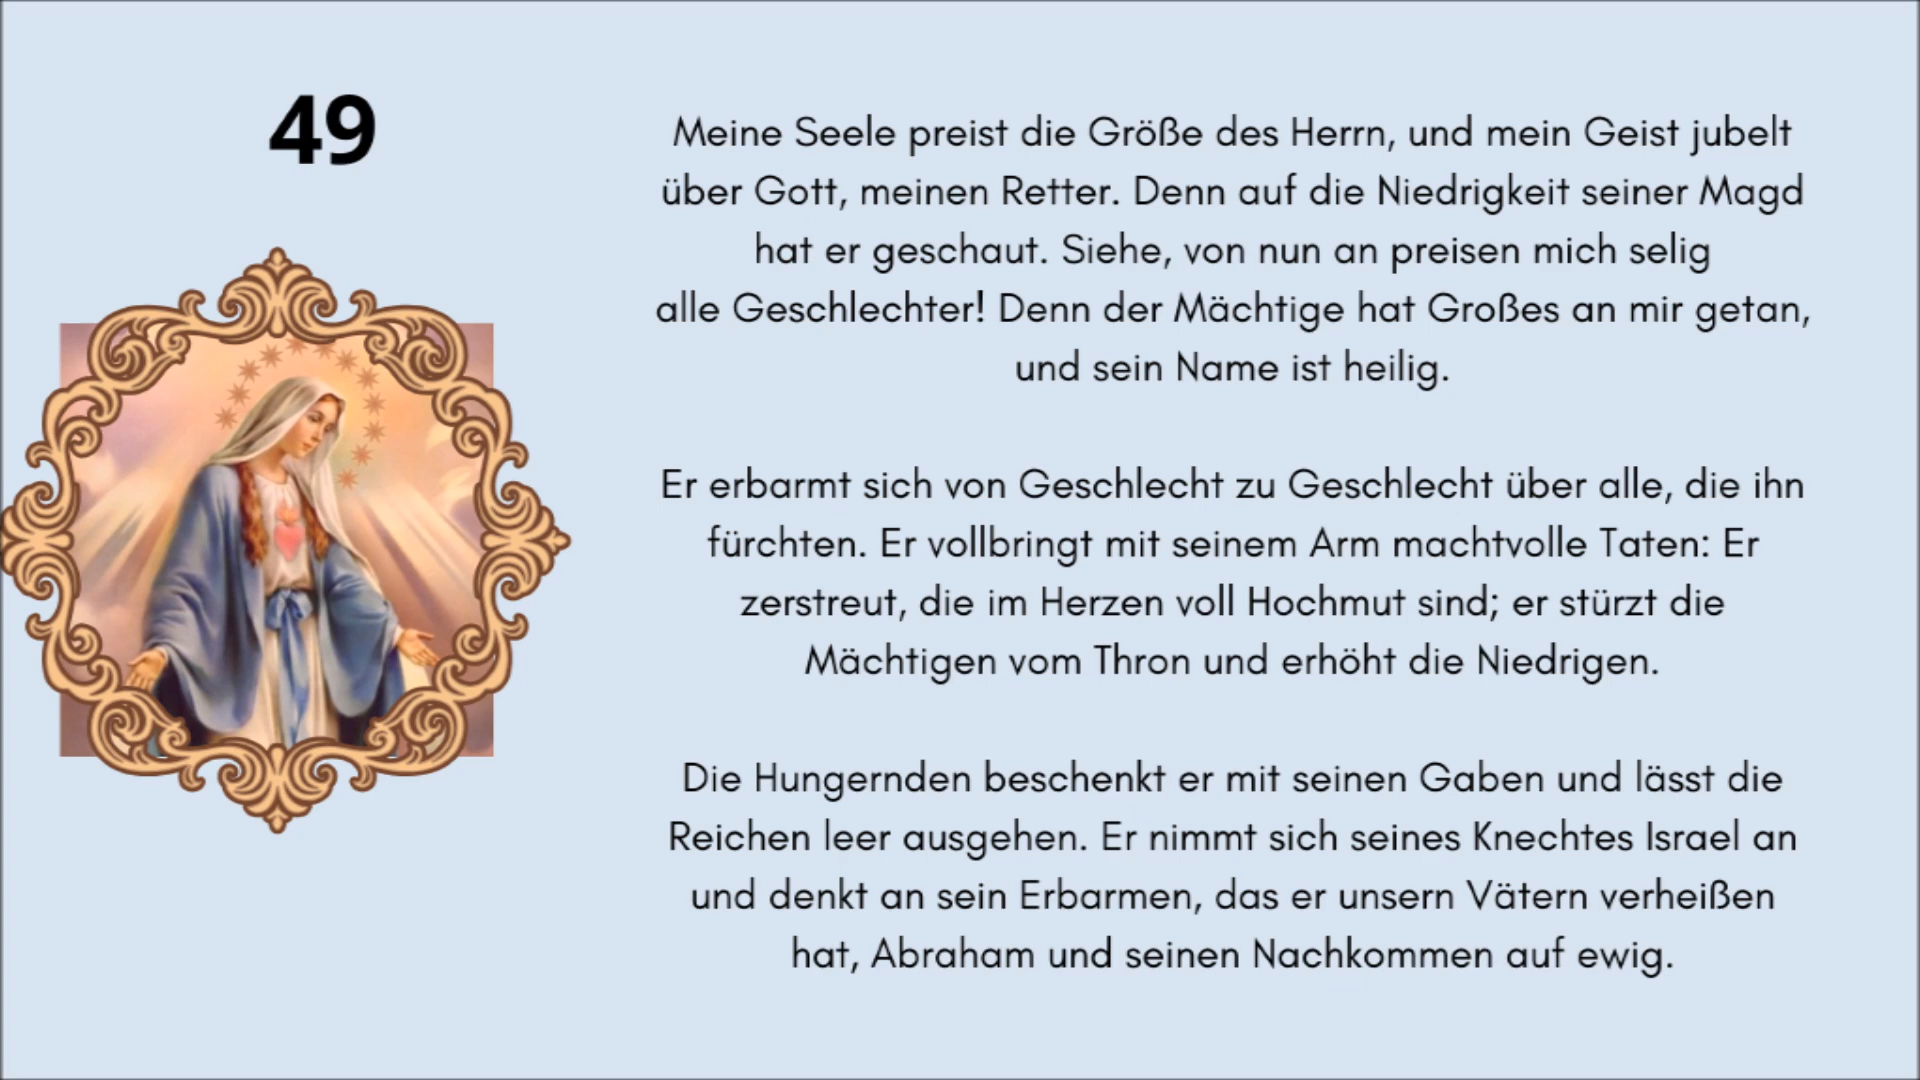 49
Meine Seele preist die Größe des Herrn, und mein Geist jubelt
über Gott, meinen Retter. Denn auf die Niedrigkeit seiner Magd
hat er geschaut. Siehe, von nun an preisen mich selig
alle Geschlechter! Denn der Mächtige hat Großes an mir getan,
und sein Name ist heilig.
Er erbarmt sich von Geschlecht zu Geschlecht über alle, die ihn
fürchten. Er vollbringt mit seinem Arm machtvolle Taten: Er
zerstreut, die im Herzen voll Hochmut sind; er stürzt die
Mächtigen vom Thron und erhöht die Niedrigen.
Die Hungernden beschenkt er mit seinen Gaben und lässt die
Reichen leer ausgehen. Er nimmt sich seines Knechtes Israel an
und denkt an sein Erbarmen, das er unsern Vätern verheißen
hat, Abraham und seinen Nachkommen auf ewig.